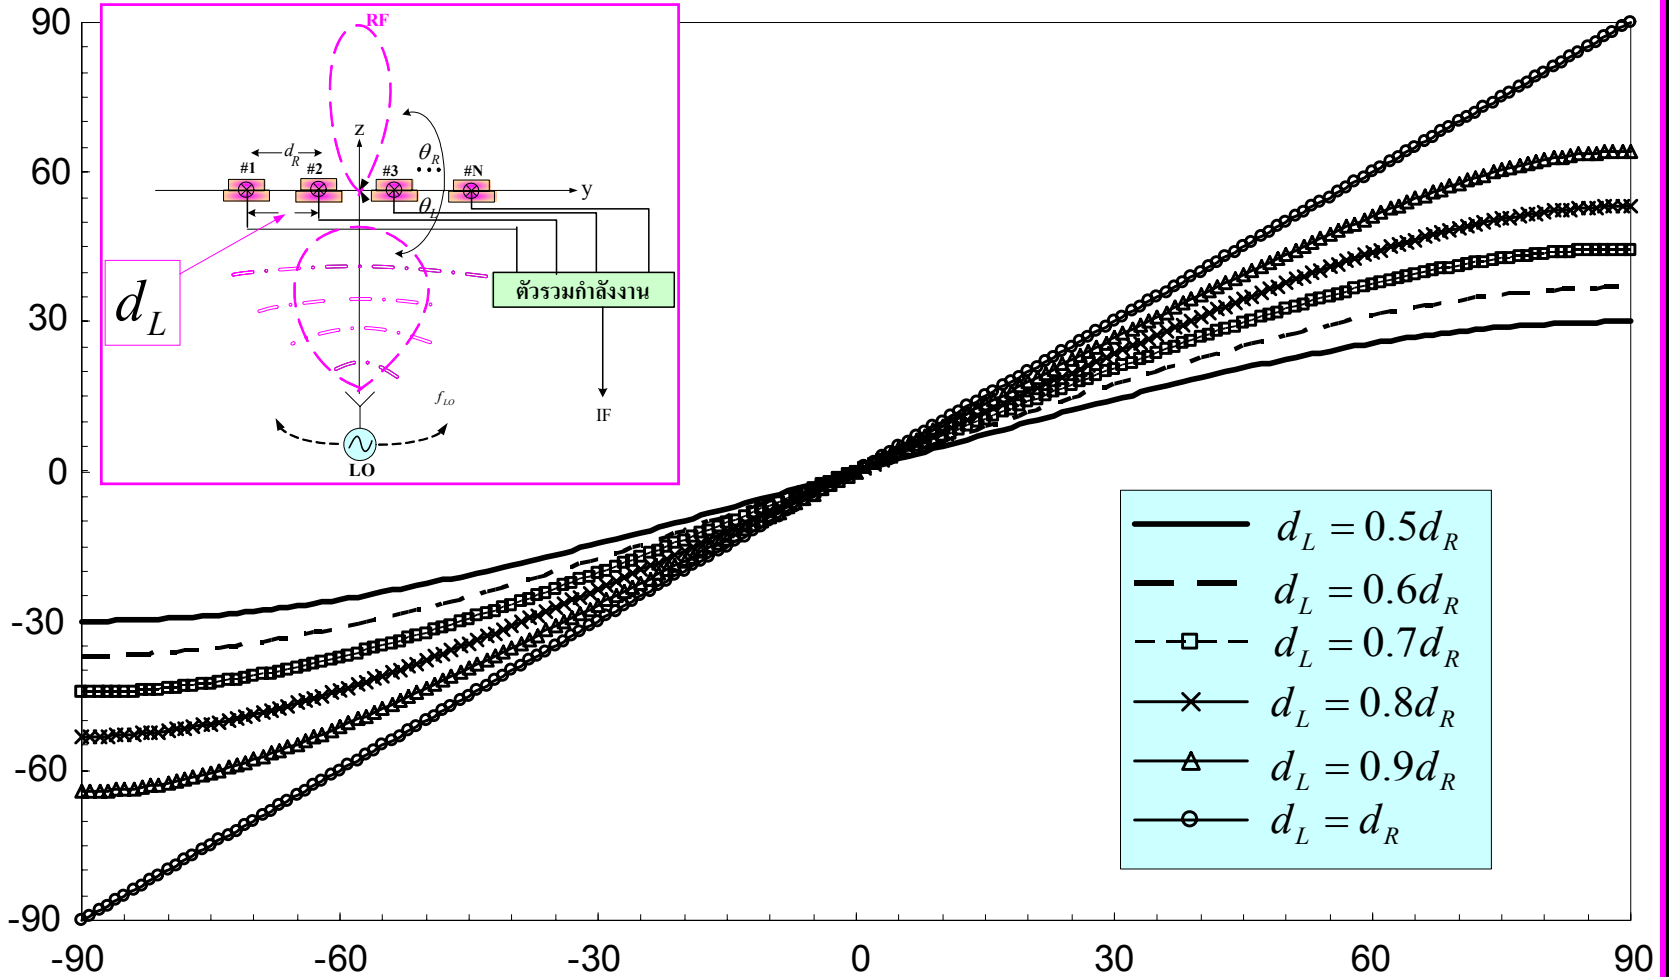 90
60
30
0
-30
-60
-90
-90
-60
-30
0
30
60
90
RF
z
d_R
θ_R
#1
#2
#3
...
#N
y
θ_L
d_L
ตัวรวมกำลังงาน
f_LO
IF
LO
d_L = 0.5d_R
d_L = 0.6d_R
d_L = 0.7d_R
d_L = 0.8d_R
d_L = 0.9d_R
d_L = d_R